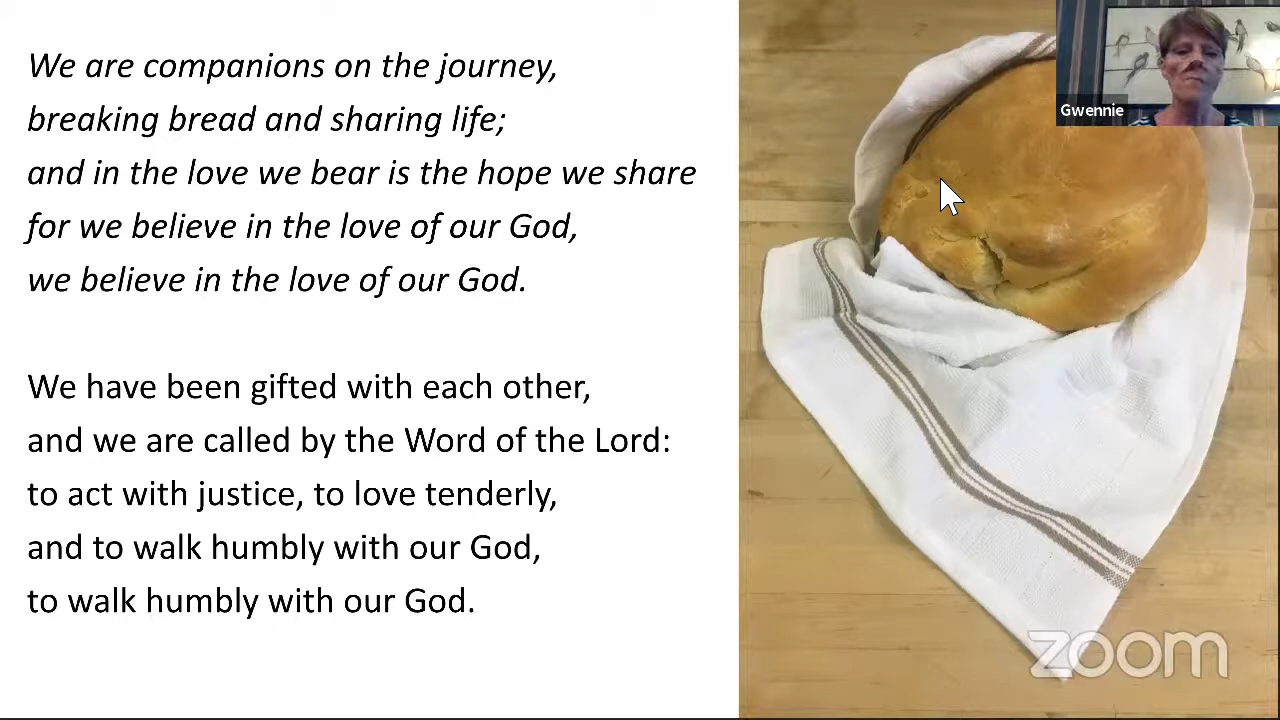 We are companions on the journey,
breaking bread and sharing life;
and in the love we bear is the hope we share
for we believe in the love of our God,
we believe in the love of our God.
We have been gifted with each other,
and we are called by the Word of the Lord:
to act with justice, to love tenderly,
and to walk humbly with our God,
to walk humbly with our God.
Gwennie
zoom